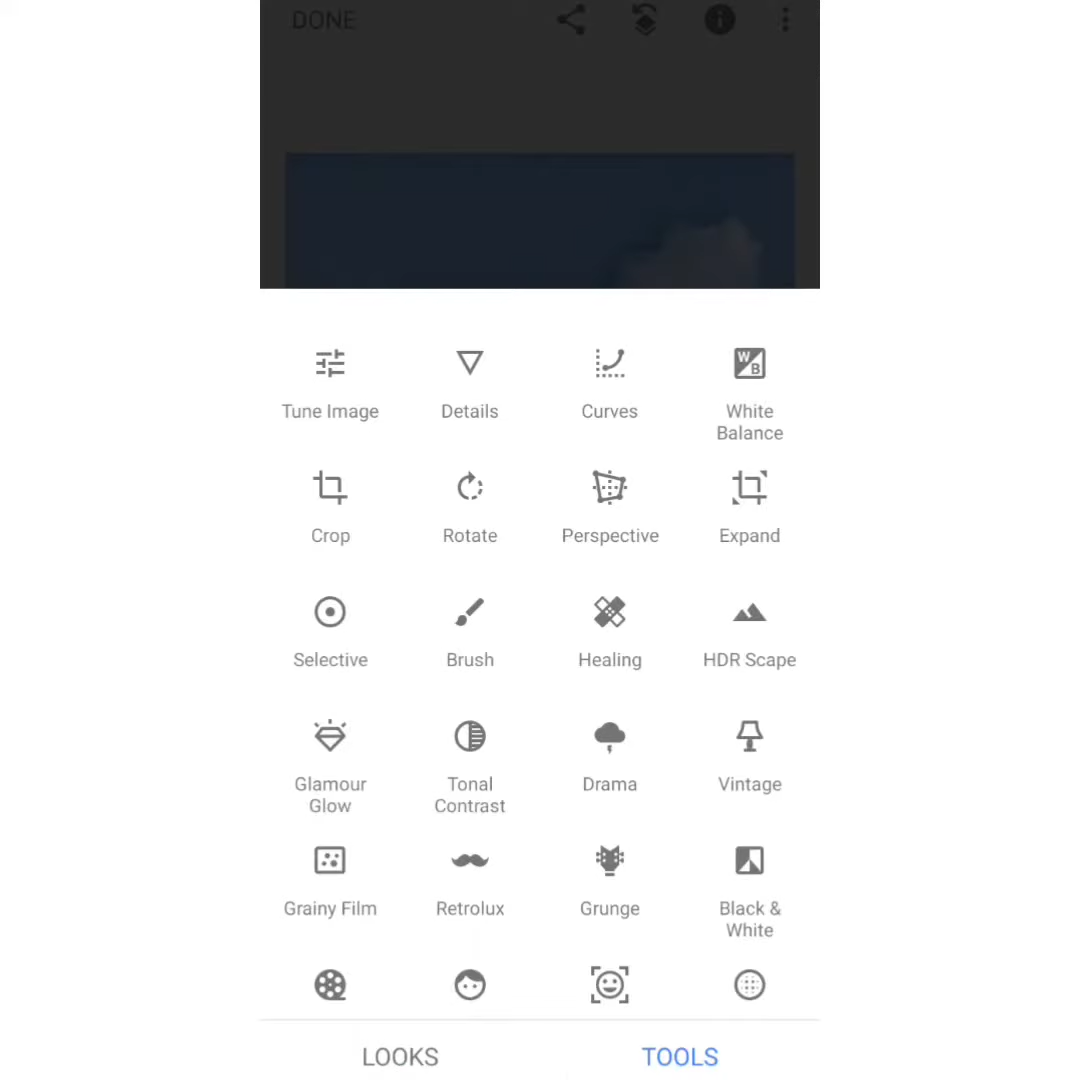 DONE
Tune Image
Details
Curves
White
Balance
Crop
Rotate
Perspective
Expand
Selective
Brush
Healing
HDR Scape
Glamour
Glow
Tonal
Contrast
Drama
Vintage
Grainy Film
Retrolux
Grunge
Black &
White
LOOKS
TOOLS